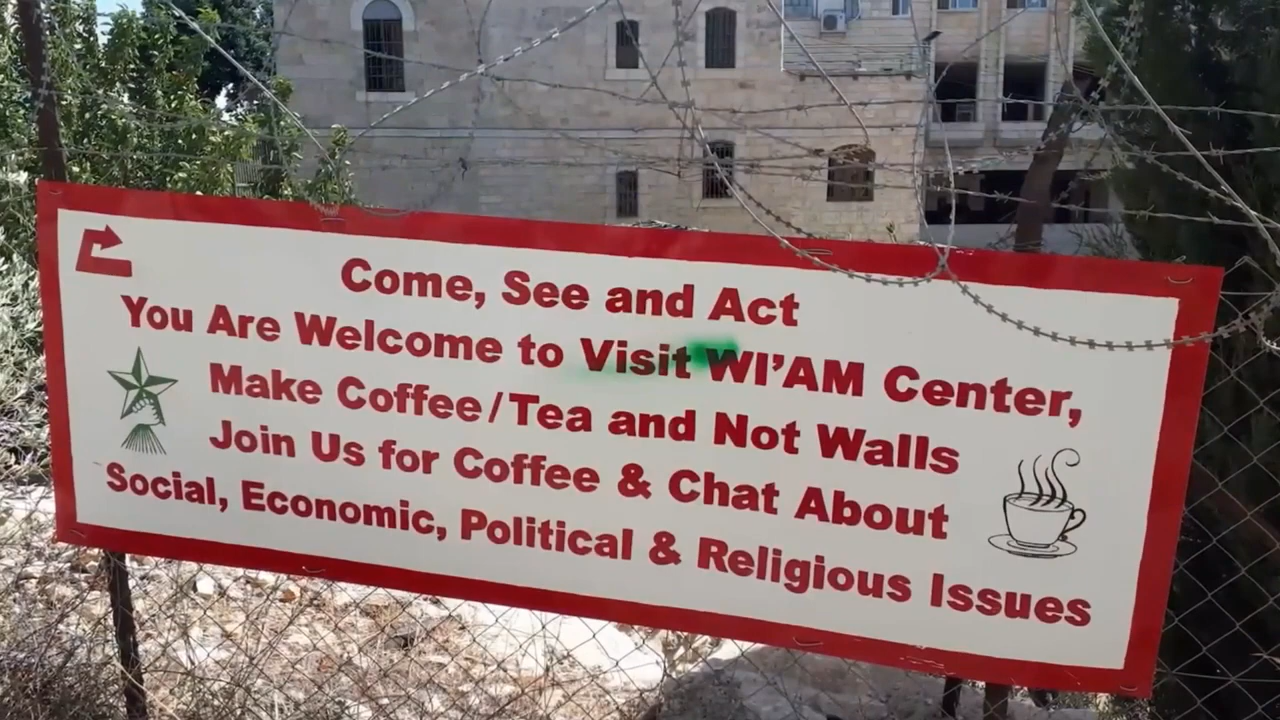 Come, See and Act
You Are Welcome to Visit WI'AM Center,
Make Coffee/Tea and Not Walls
Join Us for Coffee & Chat About
Social, Economic, Political & Religious Issues